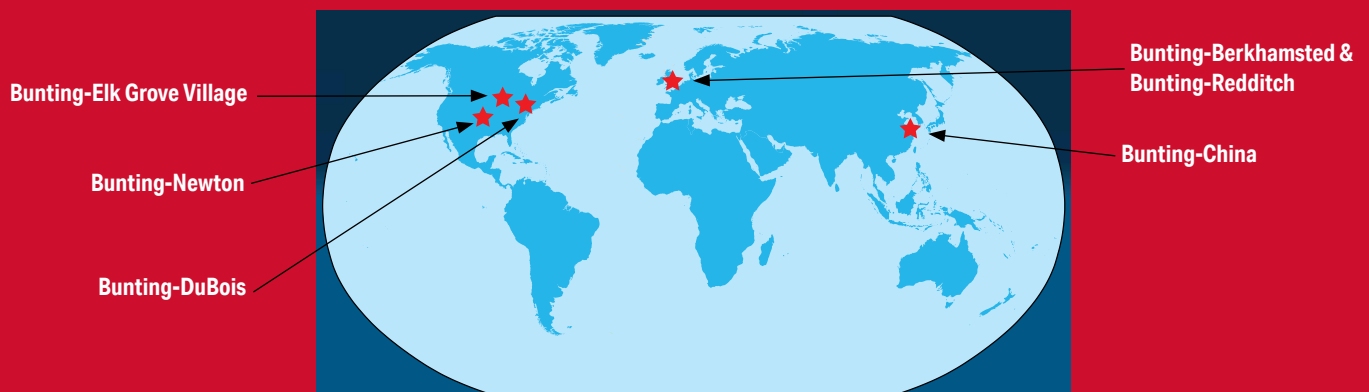 Bunting-Elk Grove Village
Bunting-Newton
Bunting-DuBois
Bunting-Berkhamsted &
Bunting-Redditch
Bunting-China